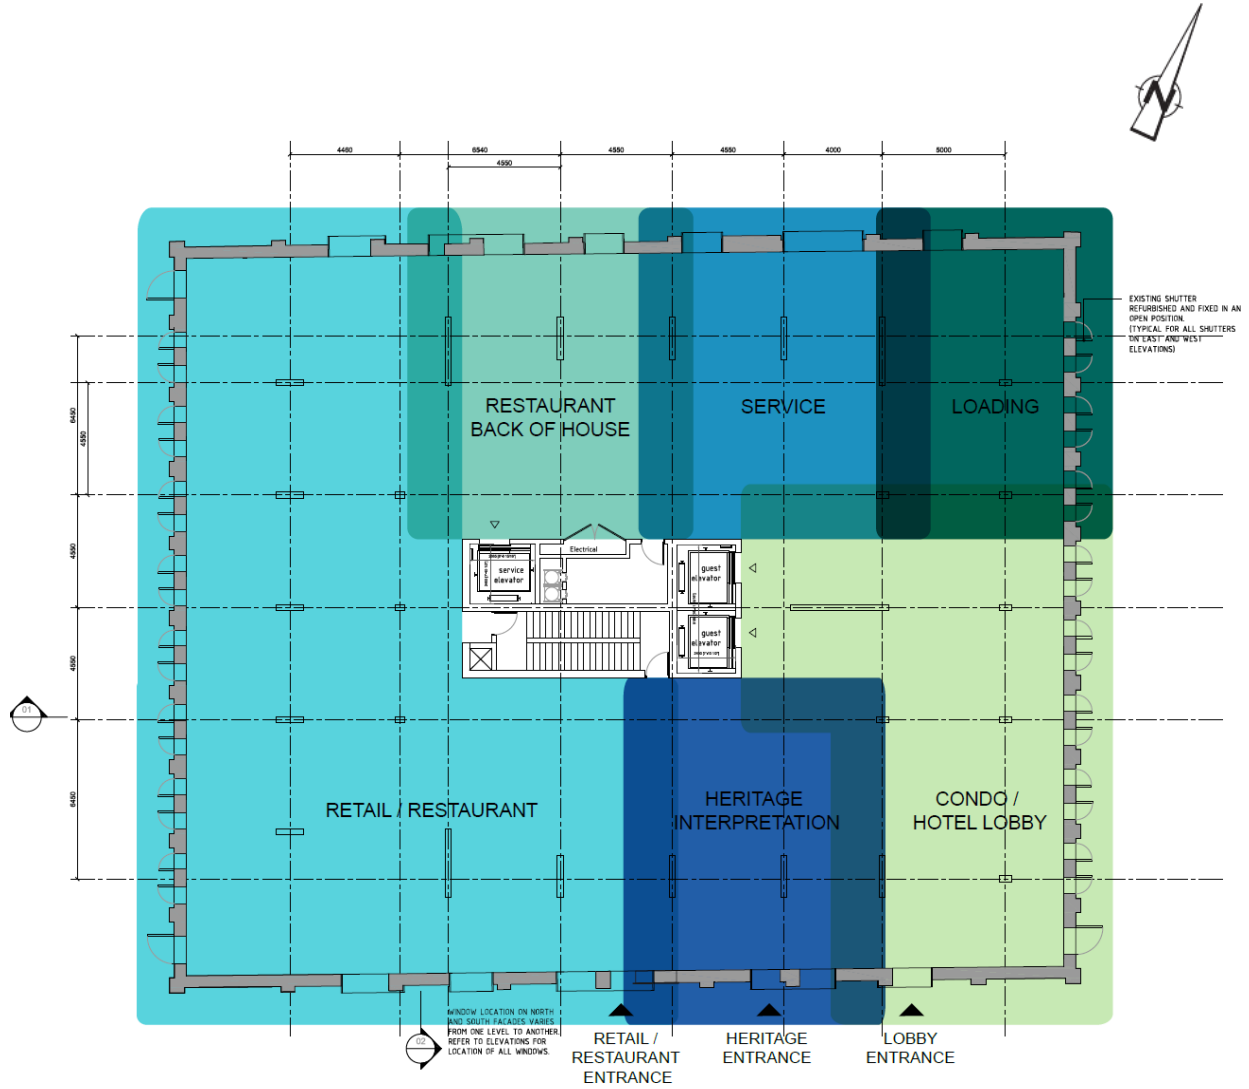 N
4460
6540
4550
4550
4550
4000
5000
EXISTING SHUTTER
REFURBISHED AND FIXED IN AN
OPEN POSITION.
(TYPICAL FOR ALL SHUTTERS
ON EAST AND WEST
ELEVATIONS)
RESTAURANT
BACK OF HOUSE
SERVICE
LOADING
6450
4550
4550
4550
6450
Electrical
service
elevator
guest
elevator
guest
elevator
01
RETAIL / RESTAURANT
HERITAGE
INTERPRETATION
CONDO /
HOTEL LOBBY
WINDOW LOCATION ON NORTH
AND SOUTH FACADES VARIES
FROM ONE LEVEL TO ANOTHER.
REFER TO ELEVATIONS FOR
LOCATION OF ALL WINDOWS.
02
RETAIL /
RESTAURANT
ENTRANCE
HERITAGE
ENTRANCE
LOBBY
ENTRANCE